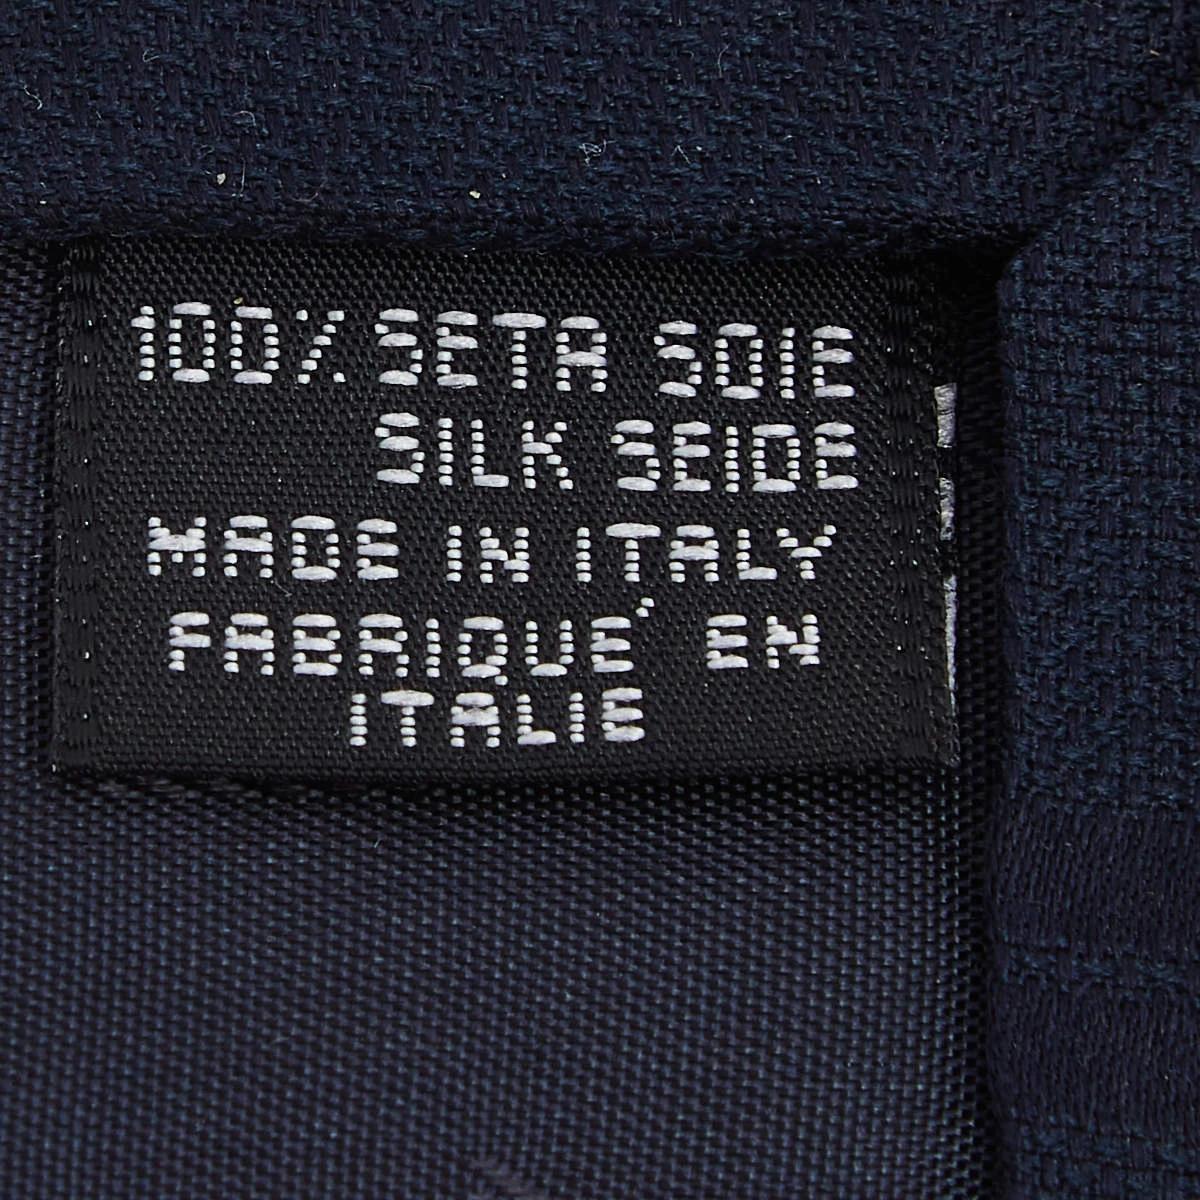 100% SETA SOIE
SILK SEIDE
MADE IN ITALY
FABRIQUE' EN
ITALIE